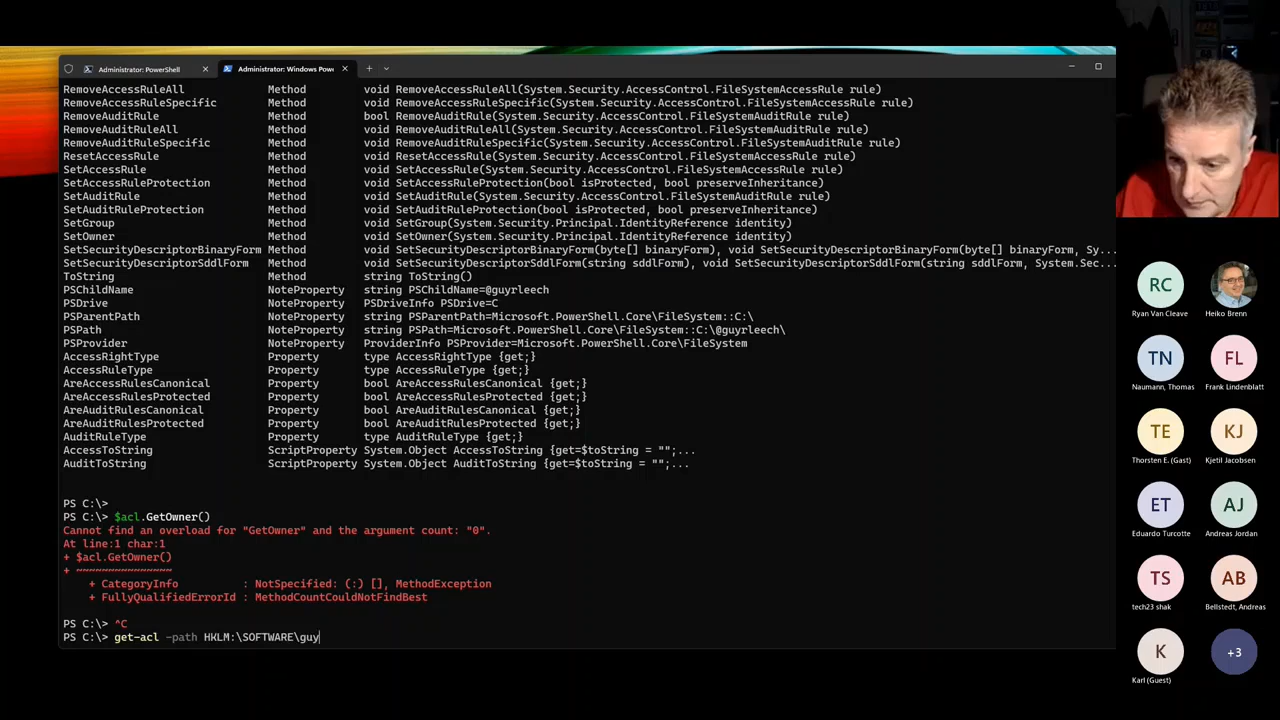 Administrator: PowerShell
Administrator: Windows Powe
RemoveAccessRuleAll Method void RemoveAccessRuleAll(System.Security.AccessControl.FileSystemAccessRule rule)
RemoveAccessRuleSpecific Method void RemoveAccessRuleSpecific(System.Security.AccessControl.FileSystemAccessRule rule)
RemoveAuditRule Method bool RemoveAuditRule(System.Security.AccessControl.FileSystemAuditRule rule)
RemoveAuditRuleAll Method void RemoveAuditRuleAll(System.Security.AccessControl.FileSystemAuditRule rule)
RemoveAuditRuleSpecific Method void RemoveAuditRuleSpecific(System.Security.AccessControl.FileSystemAuditRule rule)
ResetAccessRule Method void ResetAccessRule(System.Security.AccessControl.FileSystemAccessRule rule)
SetAccessRule Method void SetAccessRule(System.Security.AccessControl.FileSystemAccessRule rule)
SetAccessRuleProtection Method void SetAccessRuleProtection(bool isProtected, bool preserveInheritance)
SetAuditRule Method void SetAuditRule(System.Security.AccessControl.FileSystemAuditRule rule)
SetAuditRuleProtection Method void SetAuditRuleProtection(bool isProtected, bool preserveInheritance)
SetGroup Method void SetGroup(System.Security.Principal.IdentityReference identity)
SetOwner Method void SetOwner(System.Security.Principal.IdentityReference identity)
SetSecurityDescriptorBinaryForm Method void SetSecurityDescriptorBinaryForm(byte[] binaryForm), void SetSecurityDescriptorBinaryForm(byte[] binaryForm, Sy...
SetSecurityDescriptorSddlForm Method void SetSecurityDescriptorSddlForm(string sddlForm), void SetSecurityDescriptorSddlForm(string sddlForm, System.Sec...
ToString Method string ToString()
PSChildName NoteProperty string PSChildName=@guyrleech
PSDrive NoteProperty PSDriveInfo PSDrive=C
PSParentPath NoteProperty string PSParentPath=Microsoft.PowerShell.Core\FileSystem::C:\
PSPath NoteProperty string PSPath=Microsoft.PowerShell.Core\FileSystem::C:\@guyrleech\
PSProvider NoteProperty ProviderInfo PSProvider=Microsoft.PowerShell.Core\FileSystem
AccessRightType Property type AccessRightType {get;}
AccessRuleType Property type AccessRuleType {get;}
AreAccessRulesCanonical Property bool AreAccessRulesCanonical {get;}
AreAccessRulesProtected Property bool AreAccessRulesProtected {get;}
AreAuditRulesCanonical Property bool AreAuditRulesCanonical {get;}
AreAuditRulesProtected Property bool AreAuditRulesProtected {get;}
AuditRuleType Property type AuditRuleType {get;}
AccessToString ScriptProperty System.Object AccessToString {get=$toString = "";...
AuditToString ScriptProperty System.Object AuditToString {get=$toString = "";...
PS C:\>
PS C:\> $acl.GetOwner()
Cannot find an overload for "GetOwner" and the argument count: "0".
At line:1 char:1
+ $acl.GetOwner()
+ ~~~~~~~~~~~~~~~
+ CategoryInfo : NotSpecified: (:) [], MethodException
+ FullyQualifiedErrorId : MethodCountCouldNotFindBest
PS C:\> ^C
PS C:\> get-acl -path HKLM:\SOFTWARE\guy
RC
Ryan Van Cleave
Heiko Brenn
TN
Naumann, Thomas
FL
Frank Lindenblatt
TE
Thorsten E. (Gast)
KJ
Kjetil Jacobsen
ET
Eduardo Turcotte
AJ
Andreas Jordan
TS
tech23 shak
AB
Bellstedt, Andreas
K
Karl (Guest)
+3